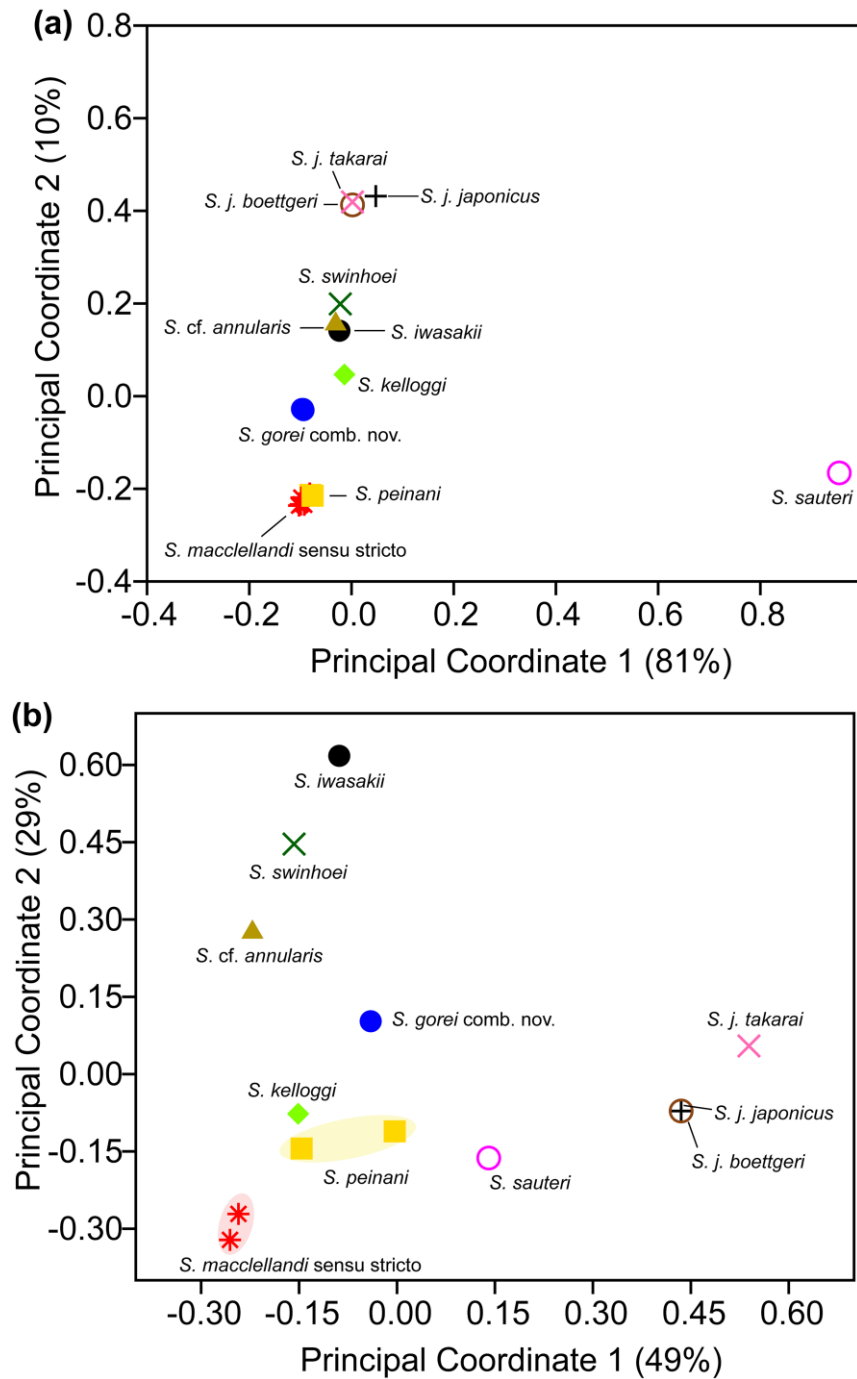 (a)
Principal Coordinate 2 (10%)
0.8
0.6
0.4
0.2
0.0
-0.2
-0.4
S. j. takarai
S. j. boettgeri
S. j. japonicus
S. swinhoei
S. cf. annularis
S. iwasakii
S. kelloggi
S. gorei comb. nov.
S. peinani
S. sauteri
S. macclellandi sensu stricto
-0.4 -0.2 0.0 0.2 0.4 0.6 0.8
Principal Coordinate 1 (81%)
(b)
Principal Coordinate 2 (29%)
0.60
0.45
0.30
0.15
0.00
-0.15
-0.30
S. iwasakii
S. swinhoei
S. cf. annularis
S. gorei comb. nov.
S. j. takarai
S. kelloggi
S. j. japonicus
S. j. boettgeri
S. peinani
S. sauteri
S. macclellandi sensu stricto
-0.30 -0.15 0.00 0.15 0.30 0.45 0.60
Principal Coordinate 1 (49%)